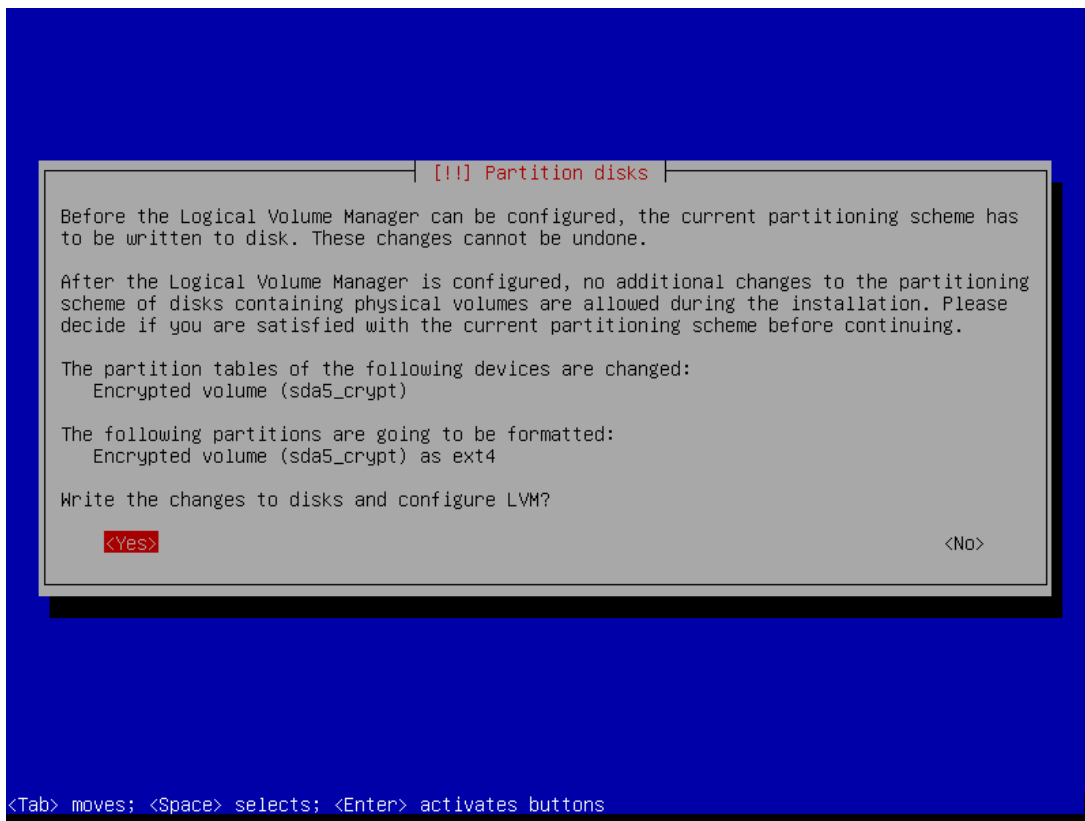 [!!] Partition disks
Before the Logical Volume Manager can be configured, the current partitioning scheme has
to be written to disk. These changes cannot be undone.
After the Logical Volume Manager is configured, no additional changes to the partitioning
scheme of disks containing physical volumes are allowed during the installation. Please
decide if you are satisfied with the current partitioning scheme before continuing.
The partition tables of the following devices are changed:
Encrypted volume (sda5_crypt)
The following partitions are going to be formatted:
Encrypted volume (sda5_crypt) as ext4
Write the changes to disks and configure LVM?
<Yes> <No>
<Tab> moves; <Space> selects; <Enter> activates buttons